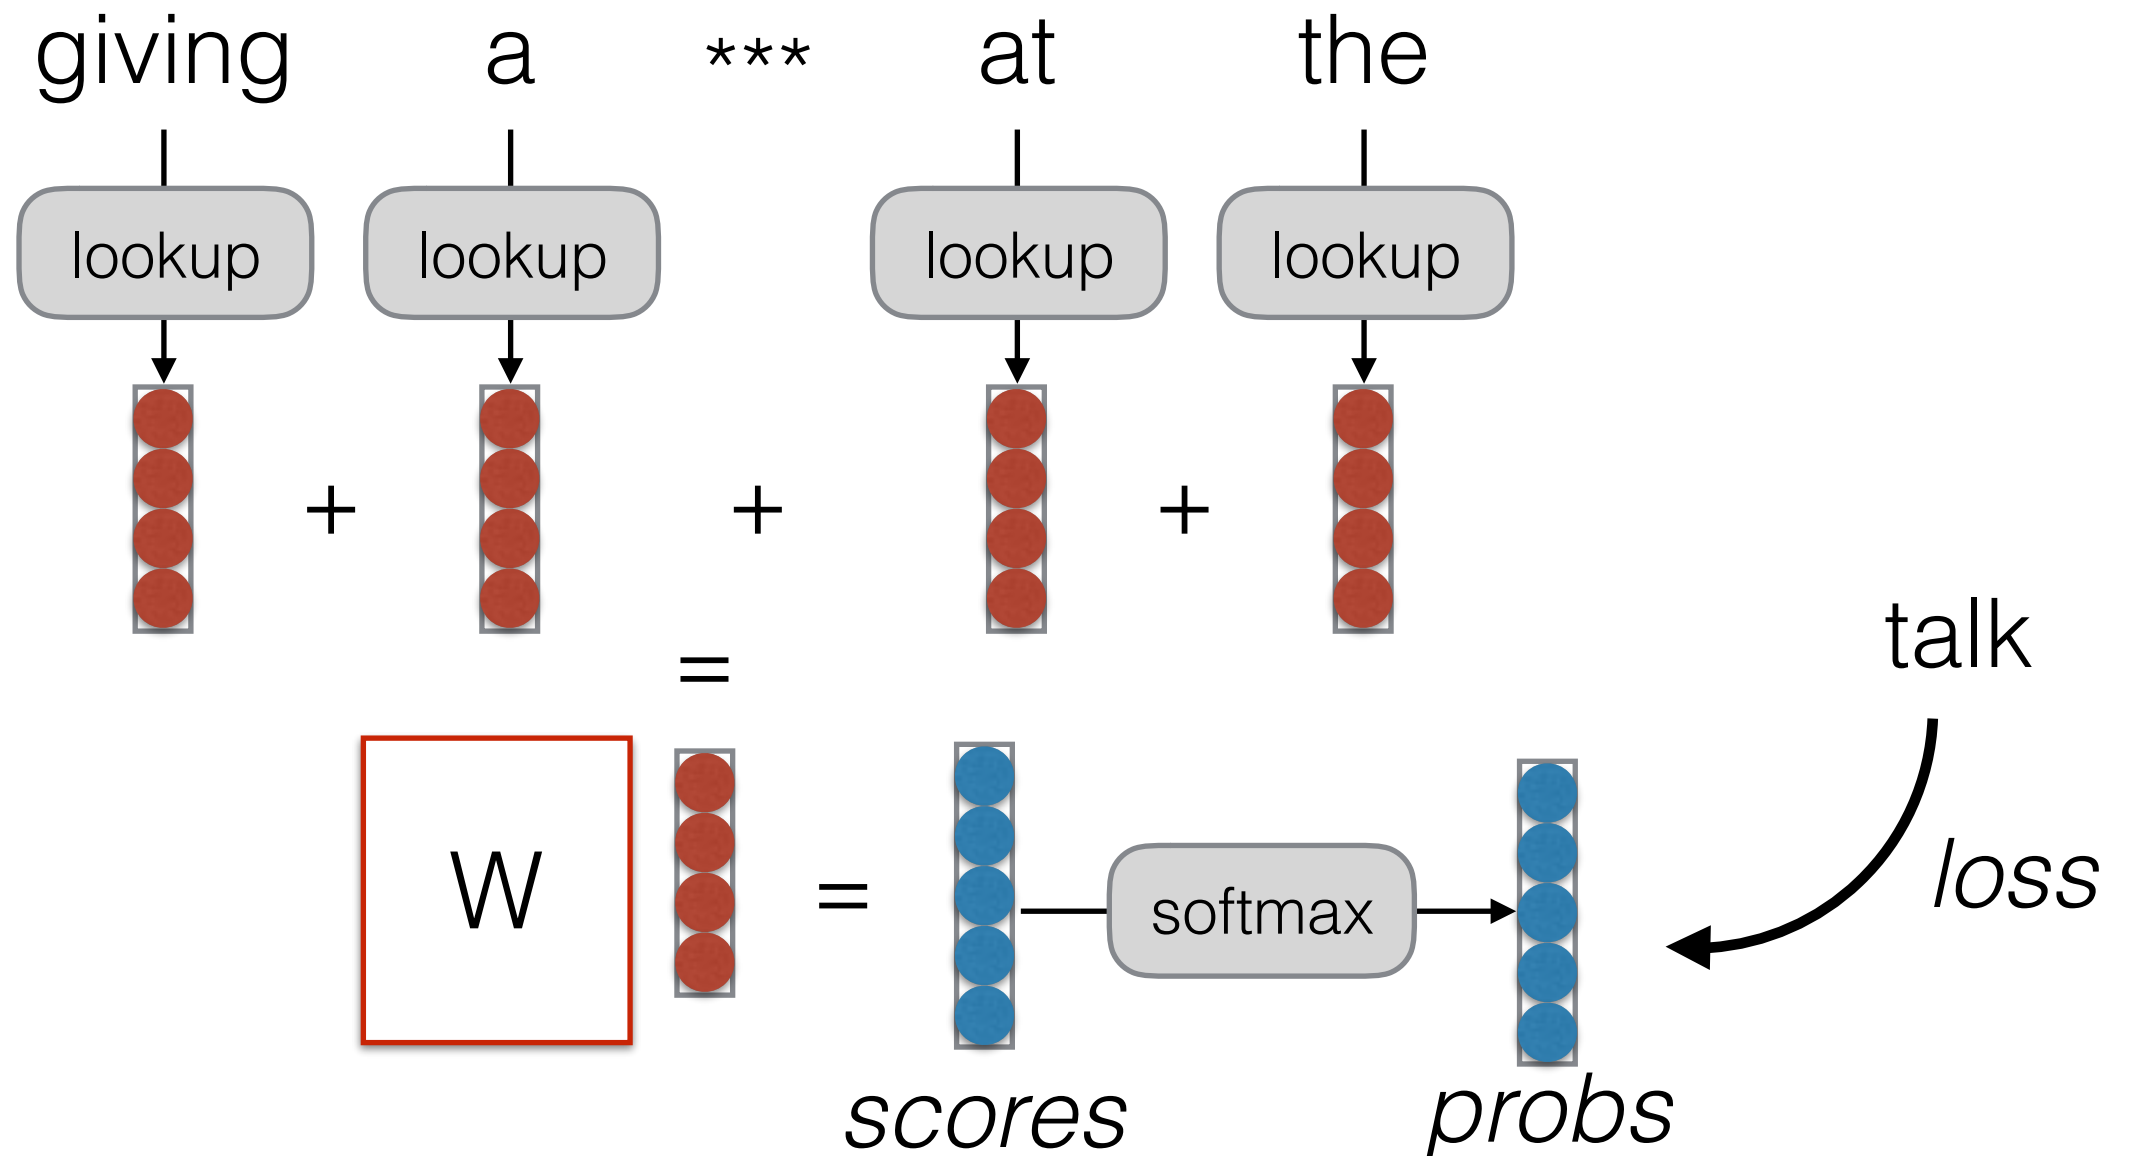 giving a *** at the
lookup lookup lookup lookup
+ + +
=
talk
W = softmax
loss
scores probs